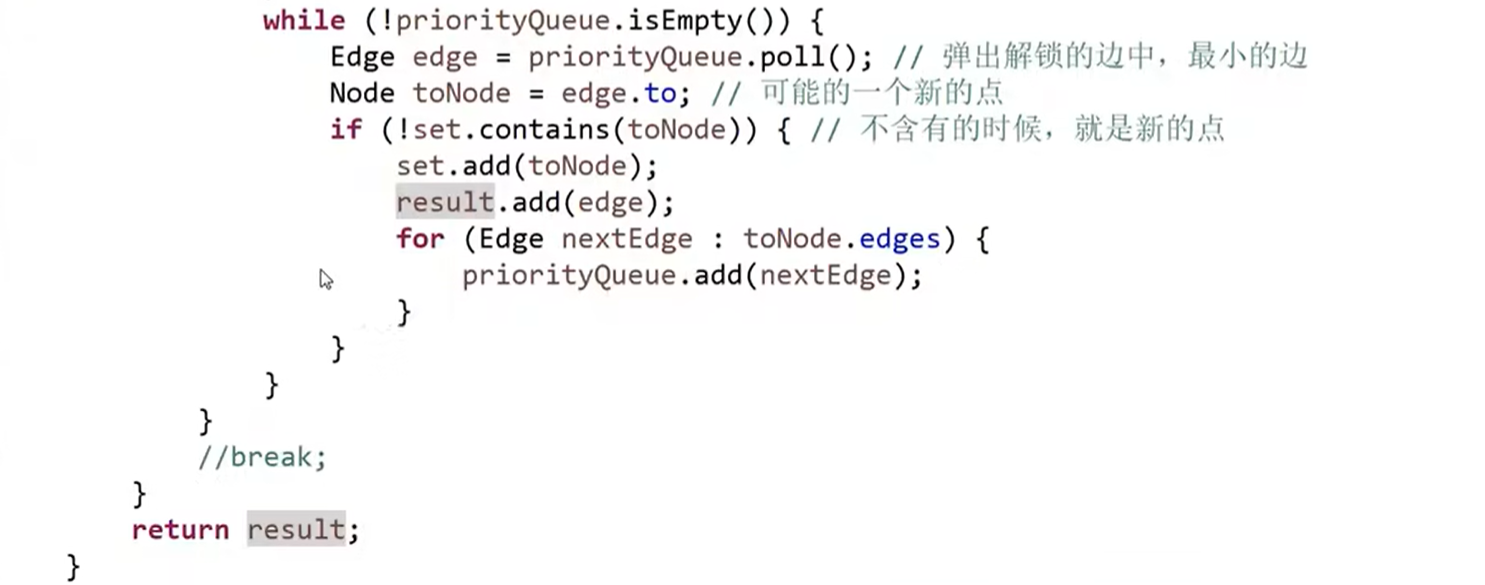 while (!priorityQueue.isEmpty()) {
Edge edge = priorityQueue.poll(); // 弹出解锁的边中，最小的边
Node toNode = edge.to; // 可能的一个新的点
if (!set.contains(toNode)) { // 不含有的时候，就是新的点
set.add(toNode);
result.add(edge);
for (Edge nextEdge : toNode.edges) {
priorityQueue.add(nextEdge);
}
}
}
}
//break;
}
return result;
}